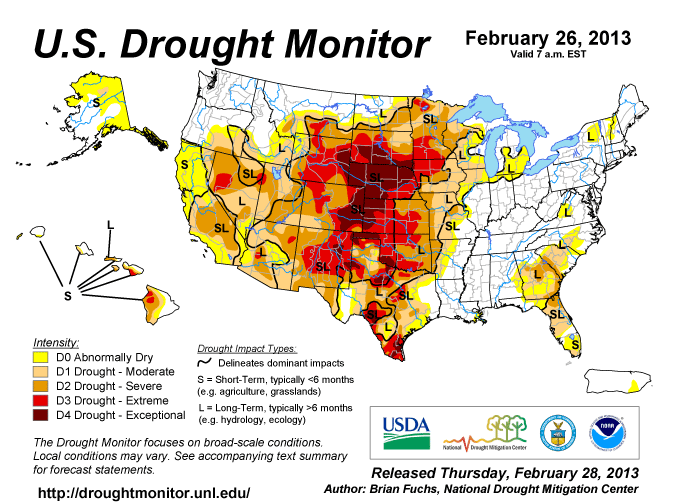 U.S. Drought Monitor
February 26, 2013
Valid 7 a.m. EST
S
L
SL
L
L
S
SL
L
L
L
L
SL
SL
L
SL
SL
L
L
L
SL
L
SL
L
SL
SL
L
S
L
S
Intensity:
D0 Abnormally Dry
D1 Drought - Moderate
D2 Drought - Severe
D3 Drought - Extreme
D4 Drought - Exceptional
Drought Impact Types:
Delineates dominant impacts
S = Short-Term, typically <6 months
(e.g. agriculture, grasslands)
L = Long-Term, typically >6 months
(e.g. hydrology, ecology)
USDA
National Drought Mitigation Center
NOAA
The Drought Monitor focuses on broad-scale conditions.
Local conditions may vary. See accompanying text summary
for forecast statements.
http://droughtmonitor.unl.edu/
Released Thursday, February 28, 2013
Author: Brian Fuchs, National Drought Mitigation Center